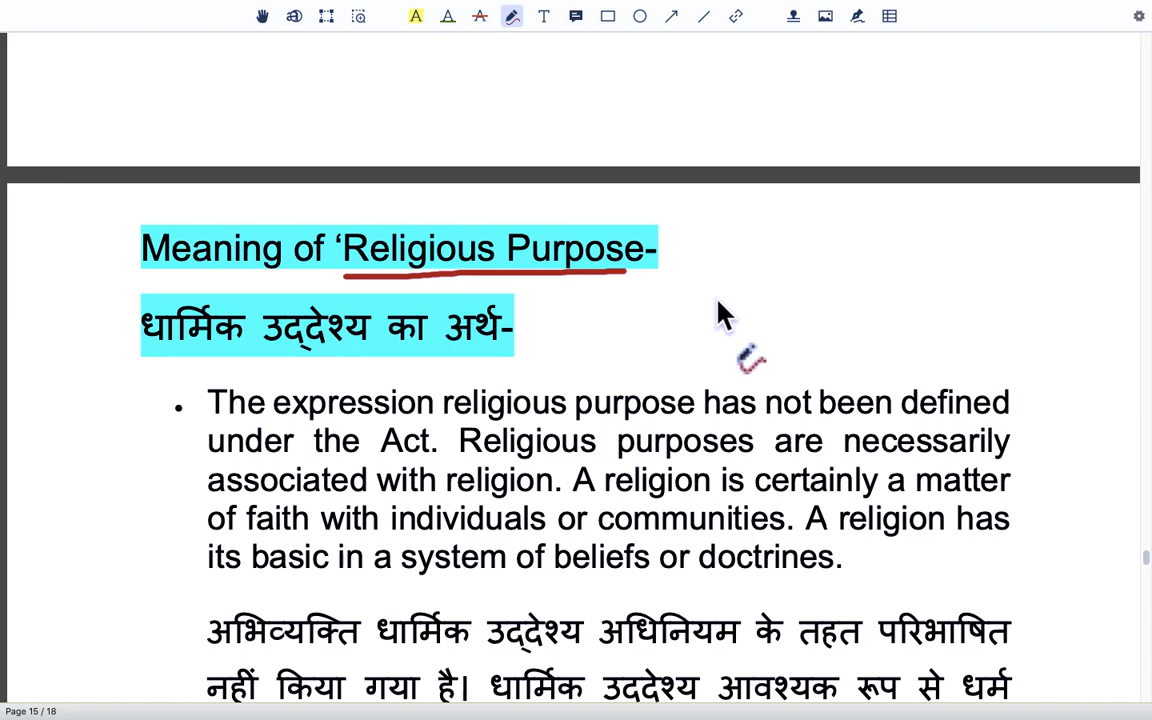 Meaning of ‘Religious Purpose-
धार्मिक उद्देश्य का अर्थ-
• The expression religious purpose has not been defined
under the Act. Religious purposes are necessarily
associated with religion. A religion is certainly a matter
of faith with individuals or communities. A religion has
its basic in a system of beliefs or doctrines.
अभिव्यक्ति धार्मिक उद्देश्य अधिनियम के तहत परिभाषित
नहीं किया गया है। धार्मिक उद्देश्य आवश्यक रूप से धर्म
Page 15 / 18